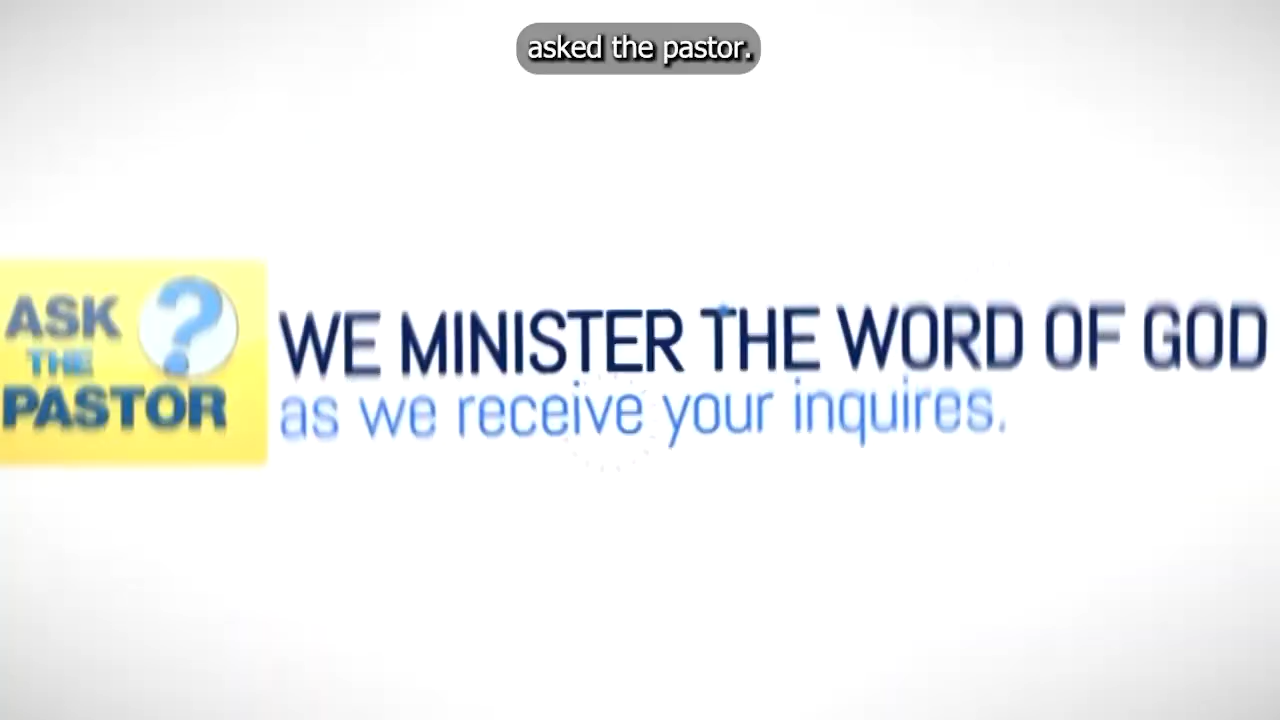 asked the pastor.
ASK
THE
PASTOR
?
WE MINISTER THE WORD OF GOD
as we receive your inquires.